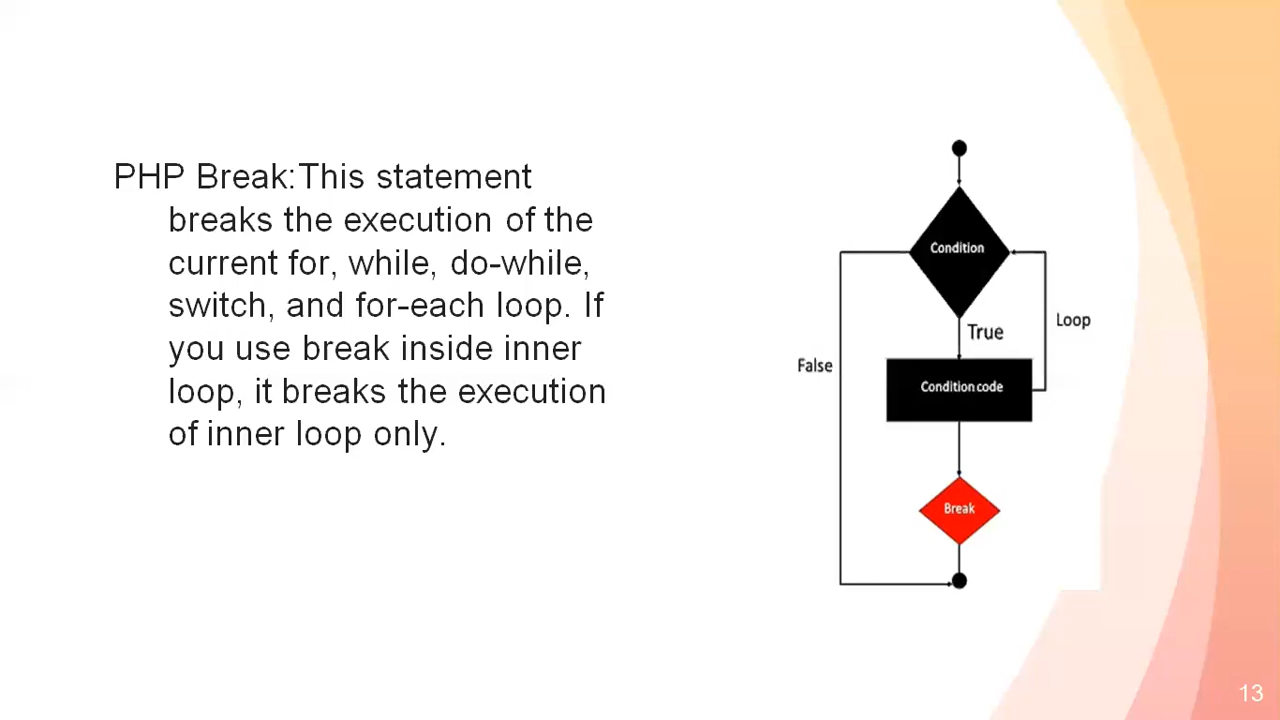 PHP Break:This statement
breaks the execution of the
current for, while, do-while,
switch, and for-each loop. If
you use break inside inner
loop, it breaks the execution
of inner loop only.
Condition
True
Loop
False
Condition code
Break
13